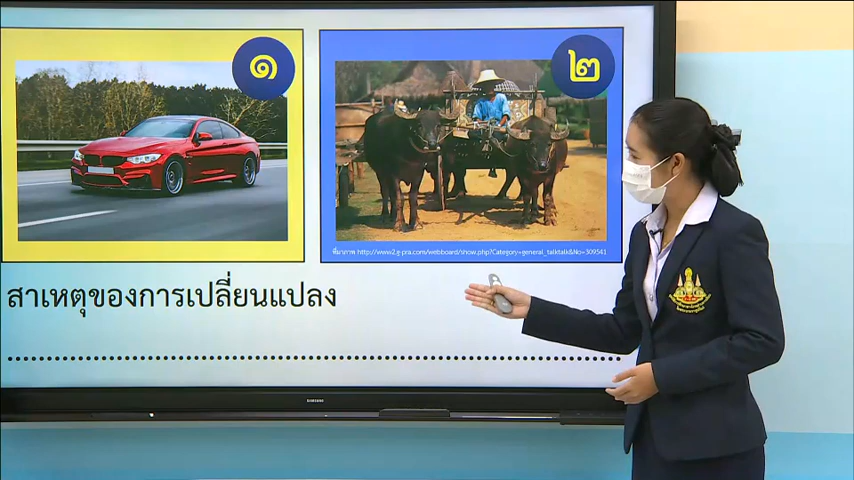 ๑
๒
ที่มาภาพ http://www2.g-pra.com/webboard/show.php?Category=general_talktalk&No=309541
สาเหตุของการเปลี่ยนแปลง
SAMSUNG